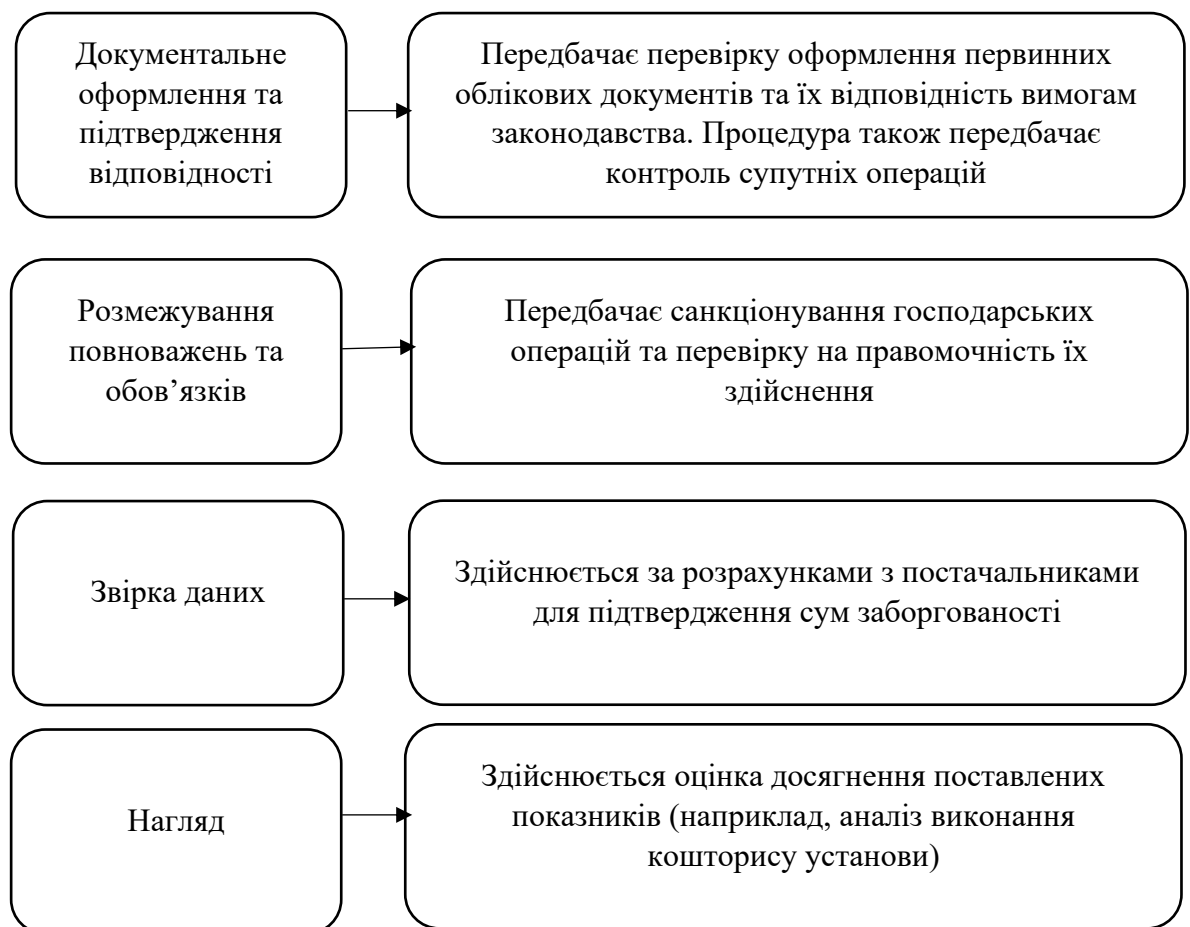 Документальне
оформлення та
підтвердження
відповідності
Передбачає перевірку оформлення первинних
облікових документів та їх відповідність вимогам
законодавства. Процедура також передбачає
контроль супутніх операцій
Розмежування
повноважень та
обов’язків
Передбачає санкціонування господарських
операцій та перевірку на правомочність їх
здійснення
Звірка даних
Здійснюється за розрахунками з постачальниками
для підтвердження сум заборгованості
Нагляд
Здійснюється оцінка досягнення поставлених
показників (наприклад, аналіз виконання
кошторису установи)